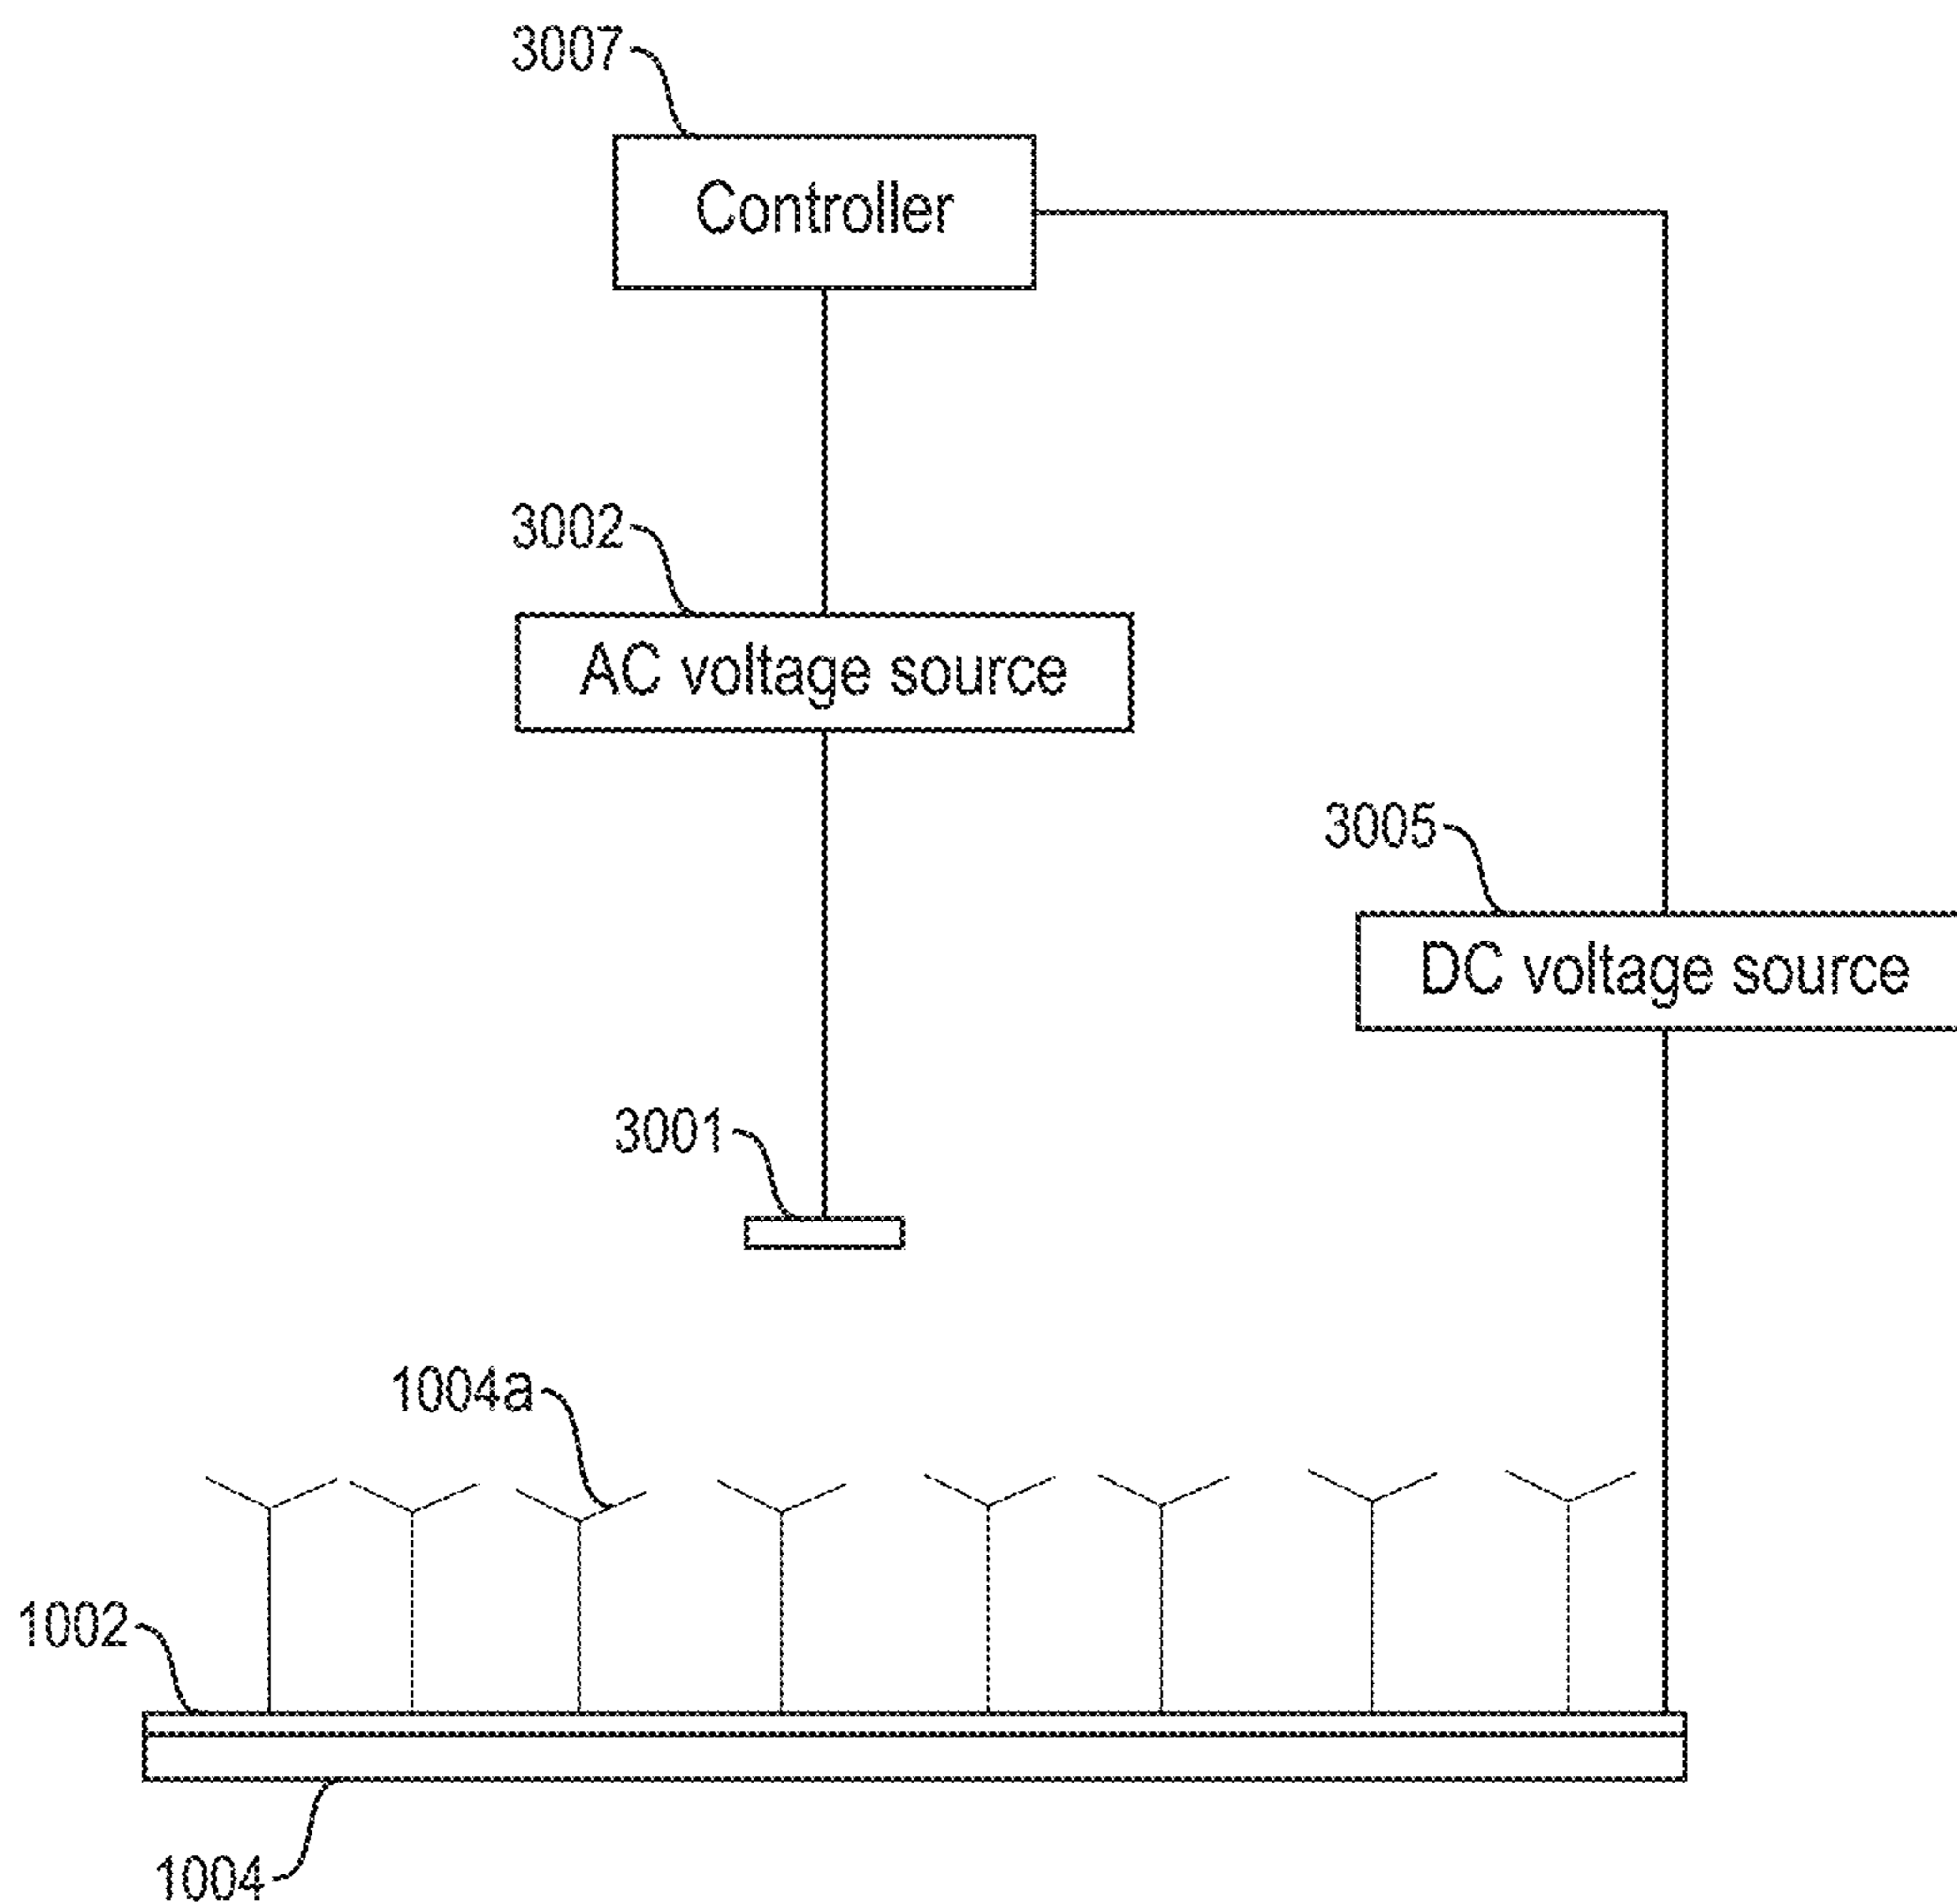 3007
Controller
3002
AC voltage source
3005
DC voltage source
3001
1004a
1002
1004